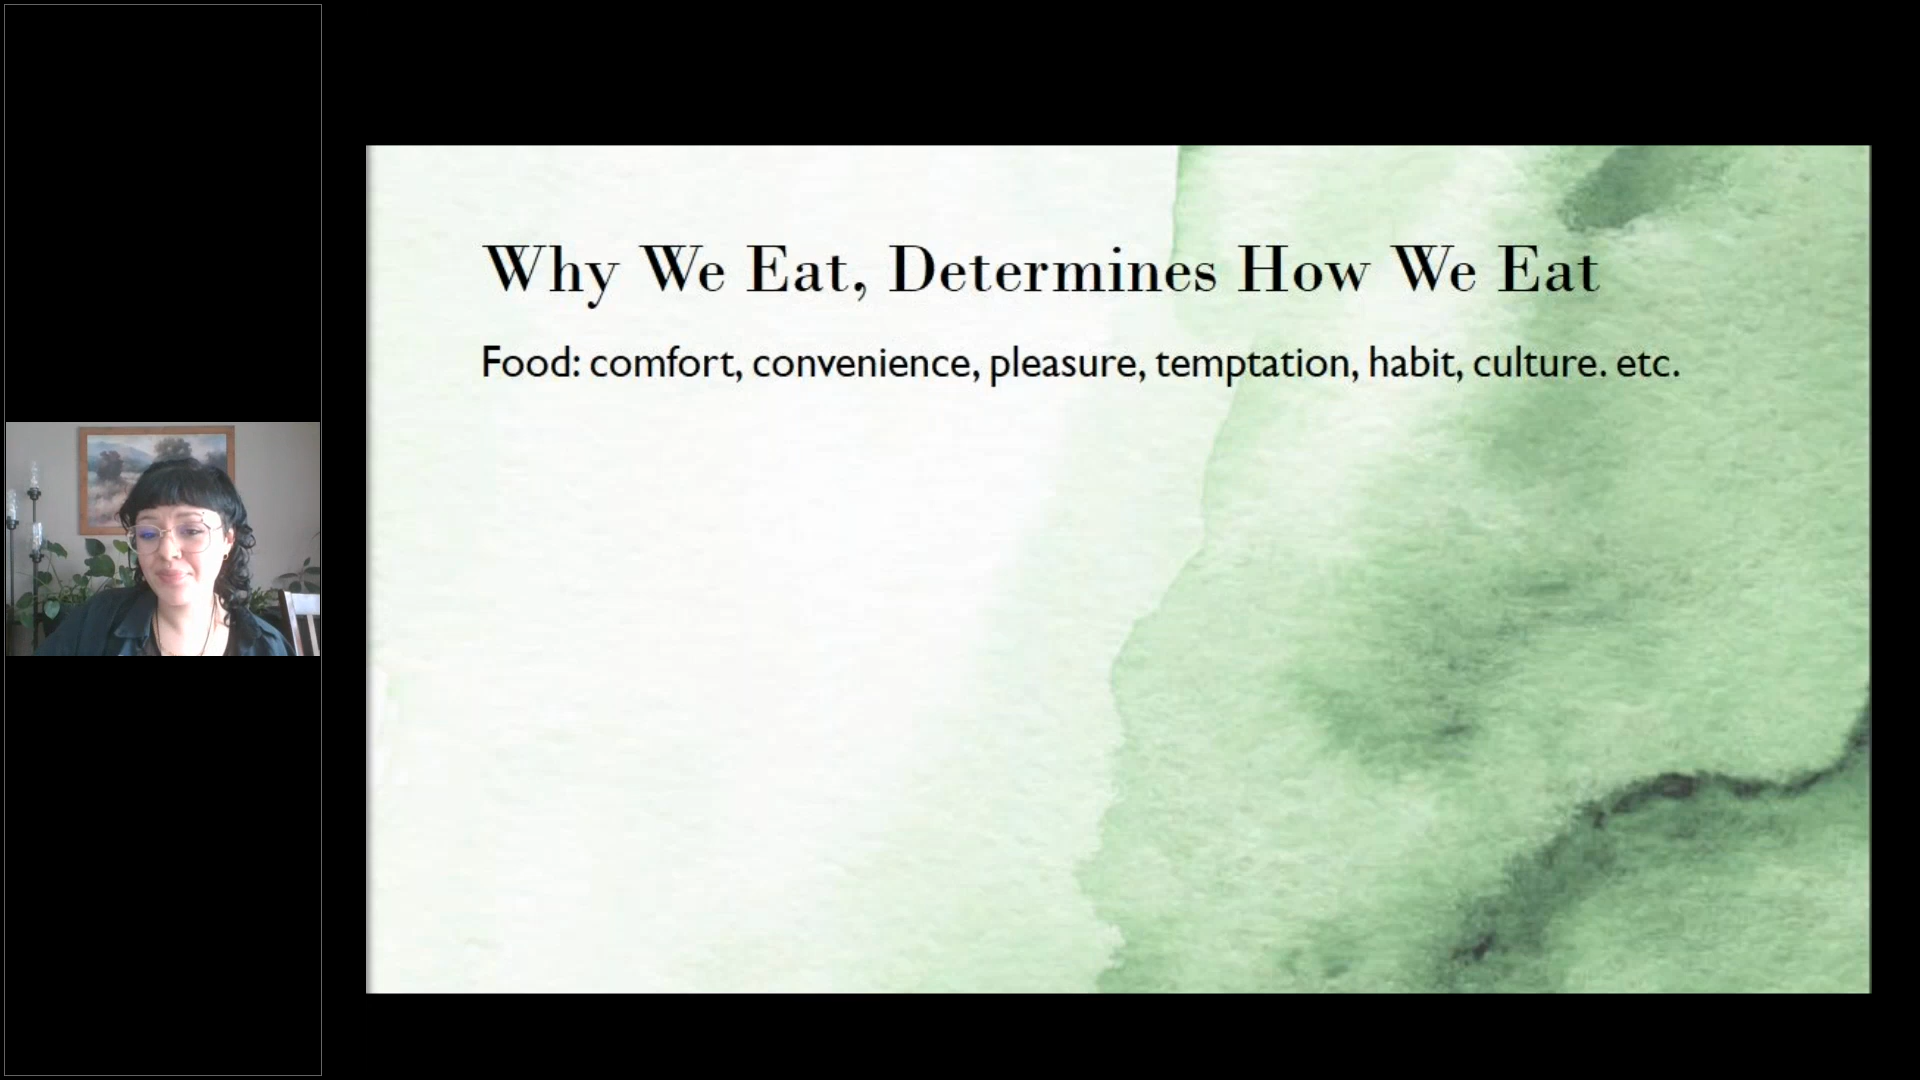 Why We Eat, Determines How We Eat
Food: comfort, convenience, pleasure, temptation, habit, culture. etc.